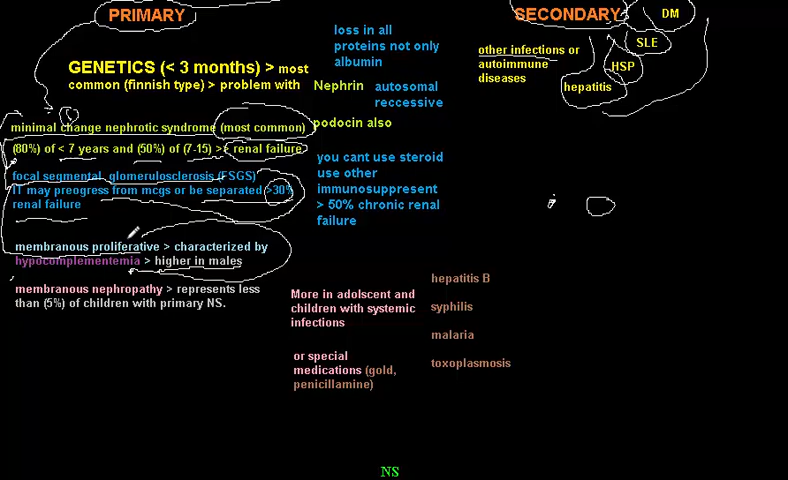 PRIMARY
SECONDARY
DM
loss in all
proteins not only
albumin
SLE
other infections or
autoimmune
diseases
HSP
hepatitis
GENETICS (< 3 months) > most
common (finnish type) > problem with
Nephrin
autosomal
reccessive
podocin also
minimal change nephrotic syndrome (most common)
(80%) of < 7 years and (50%) of (7-15) >> renal failure
you cant use steroid
use other
immunosuppresent
> 50% chronic renal
failure
focal segmental glomerulosclerosis (FSGS)
IT may preogress from mcgs or be separated >30%
renal failure
membranous proliferative > characterized by
hypocomplementemia > higher in males
membranous nephropathy > represents less
than (5%) of children with primary NS.
More in adolscent and
children with systemic
infections
hepatitis B
syphilis
malaria
toxoplasmosis
or special
medications (gold,
penicillamine)
NS